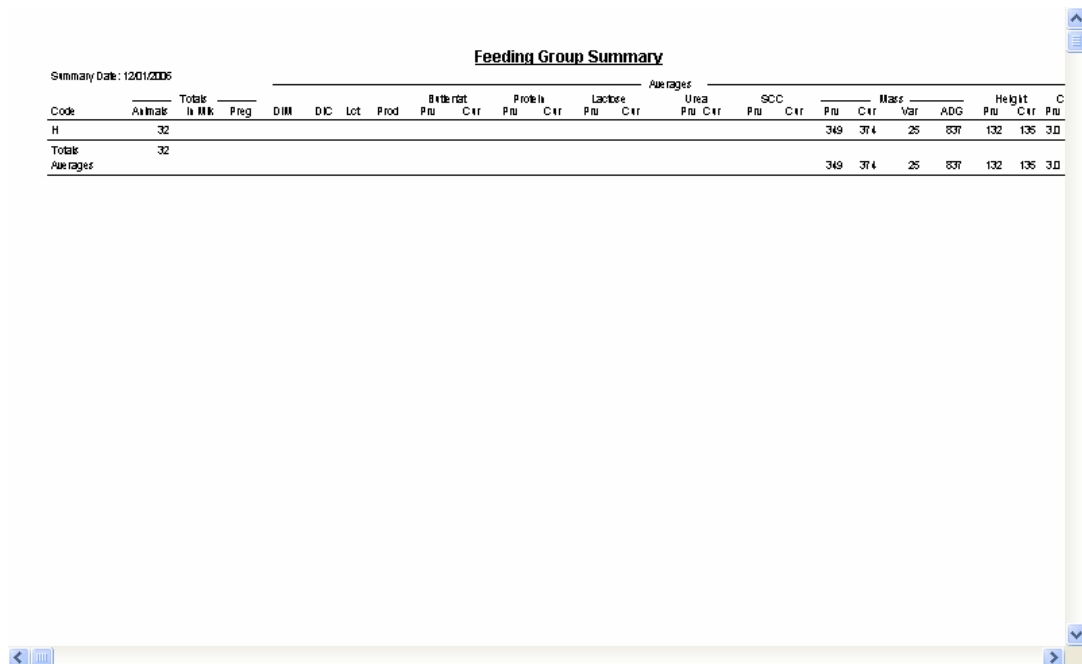 Feeding Group Summary
Summary Date: 12/01/2006
Averages
Totals Butterfat Protein Lactose Urea SCC Mass Height C
Code Animals In Milk Preg DIM DIC Lct Prod Prv Cur Prv Cur Prv Cur Prv Cur Prv Cur Prv Cur Var ADG Prv Cur Prv
H 32 349 374 25 837 132 135 3.0
Totals 32
Averages 349 374 25 837 132 135 3.0